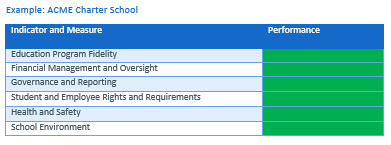 Example: ACME Charter School
Indicator and Measure Performance
Education Program Fidelity
Financial Management and Oversight
Governance and Reporting
Student and Employee Rights and Requirements
Health and Safety
School Environment